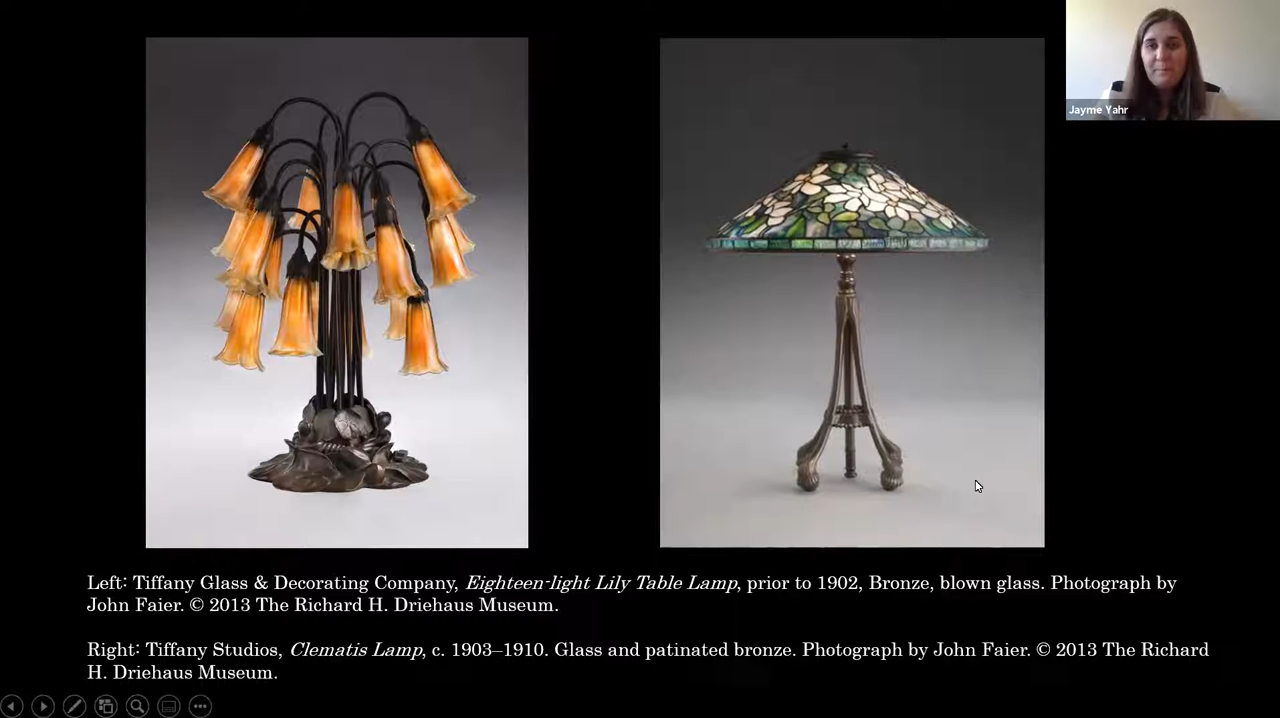 Jayme Yahr
Left: Tiffany Glass & Decorating Company, Eighteen-light Lily Table Lamp, prior to 1902, Bronze, blown glass. Photograph by
John Faier. © 2013 The Richard H. Driehaus Museum.
Right: Tiffany Studios, Clematis Lamp, c. 1903–1910. Glass and patinated bronze. Photograph by John Faier. © 2013 The Richard
H. Driehaus Museum.